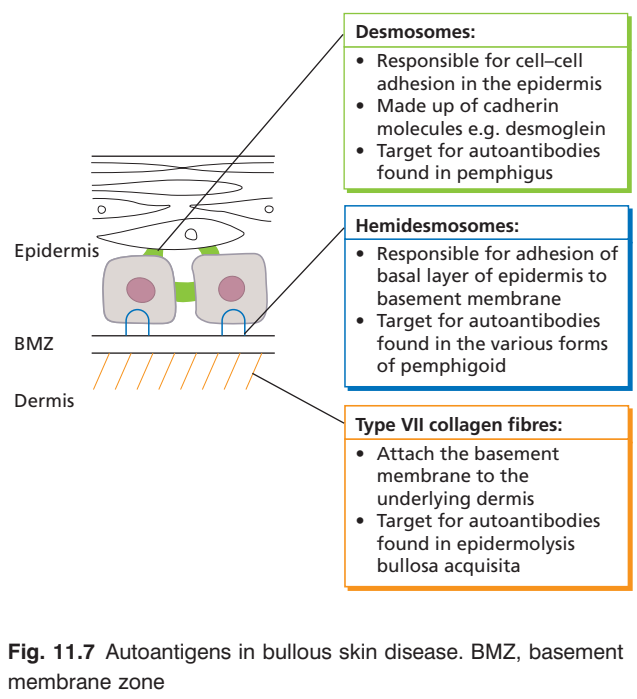 Desmosomes:
• Responsible for cell–cell
adhesion in the epidermis
• Made up of cadherin
molecules e.g. desmoglein
• Target for autoantibodies
found in pemphigus
Hemidesmosomes:
• Responsible for adhesion of
basal layer of epidermis to
basement membrane
• Target for autoantibodies
found in the various forms
of pemphigoid
Type VII collagen fibres:
• Attach the basement
membrane to the
underlying dermis
• Target for autoantibodies
found in epidermolysis
bullosa acquisita
Epidermis
BMZ
Dermis
Fig. 11.7 Autoantigens in bullous skin disease. BMZ, basement
membrane zone